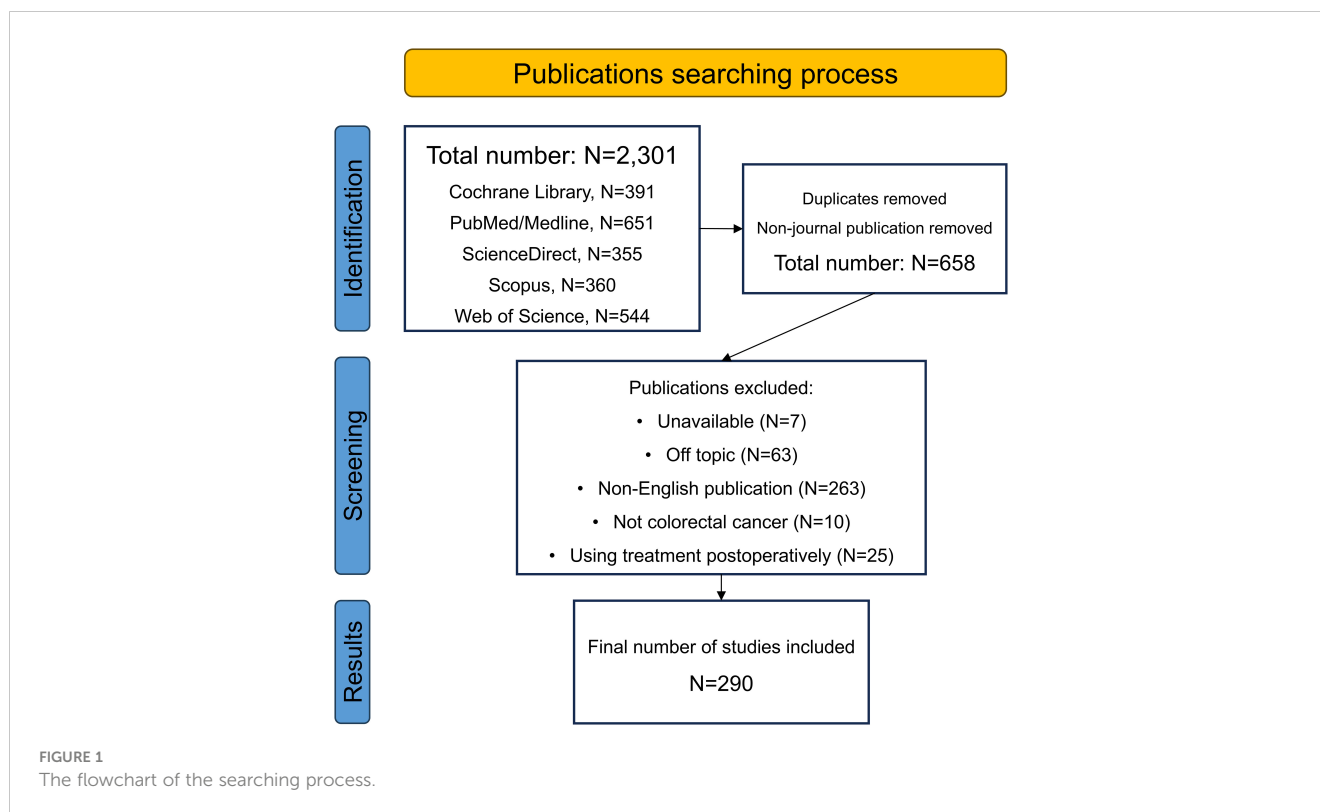 Publications searching process
Identification
Total number: N=2,301
Cochrane Library, N=391
PubMed/Medline, N=651
ScienceDirect, N=355
Scopus, N=360
Web of Science, N=544
Duplicates removed
Non-journal publication removed
Total number: N=658
Screening
Publications excluded:
• Unavailable (N=7)
• Off topic (N=63)
• Non-English publication (N=263)
• Not colorectal cancer (N=10)
• Using treatment postoperatively (N=25)
Results
Final number of studies included
N=290
FIGURE 1
The flowchart of the searching process.